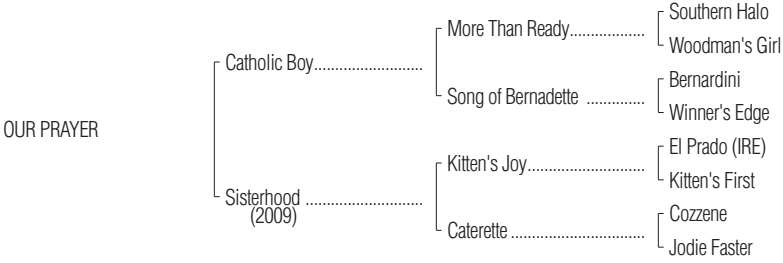 Southern Halo
More Than Ready....................
Woodman's Girl
Catholic Boy..........................
Bernardini
Song of Bernadette ..............
Winner's Edge
OUR PRAYER
El Prado (IRE)
Kitten's Joy............................
Kitten's First
Sisterhood ............................
(2009)
Cozzene
Caterette ................................
Jodie Faster